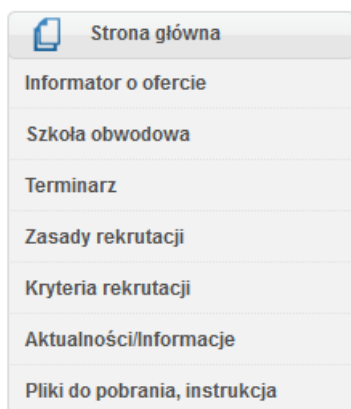 Strona główna
Informator o ofercie
Szkoła obwodowa
Terminarz
Zasady rekrutacji
Kryteria rekrutacji
Aktualności/Informacje
Pliki do pobrania, instrukcja